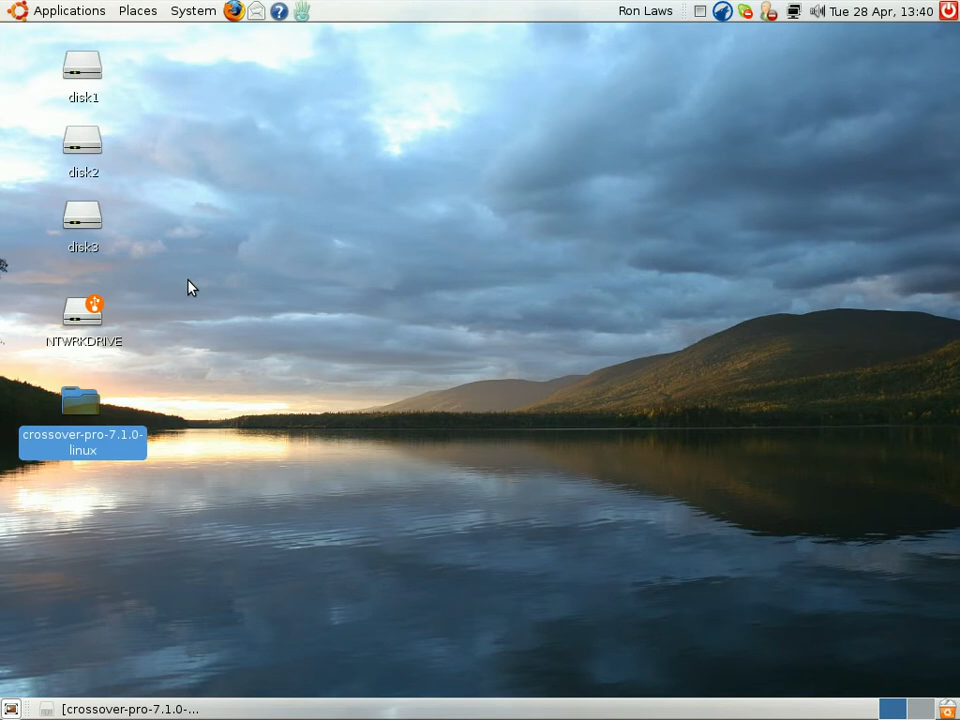 Applications Places System Ron Laws Tue 28 Apr, 13:40
disk1
disk2
disk3
NTWRKDRIVE
crossover-pro-7.1.0-
linux
[crossover-pro-7.1.0-...